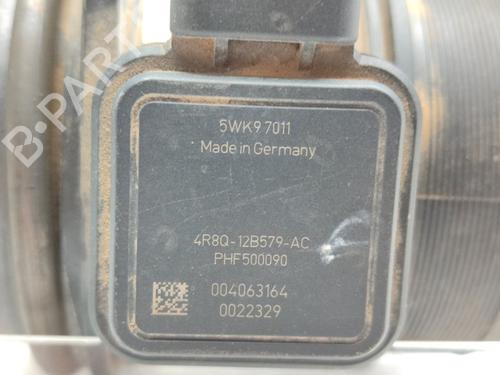 B-PARTS
5WK9 7011
Made in Germany
4R8Q-12B579-AC
PHF500090
004063164
0022329